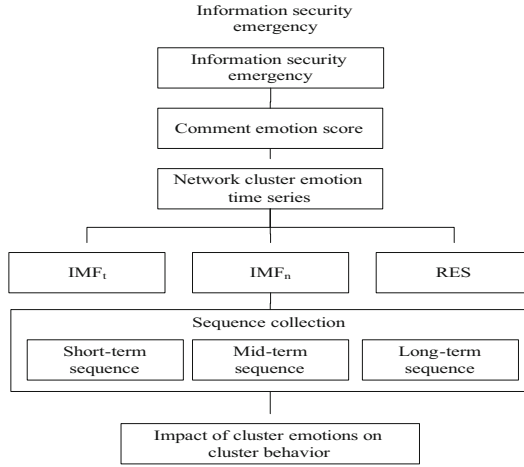 Information security
emergency
Information security
emergency
Comment emotion score
Network cluster emotion
time series
IMFt
IMFn
RES
Sequence collection
Short-term
sequence
Mid-term
sequence
Long-term
sequence
Impact of cluster emotions on
cluster behavior